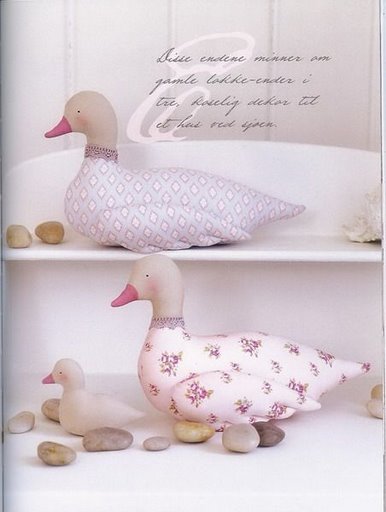 Disse endene minner om
gamle lokke-ender i
tre, koselig dekor til
et hus ved sjøen.